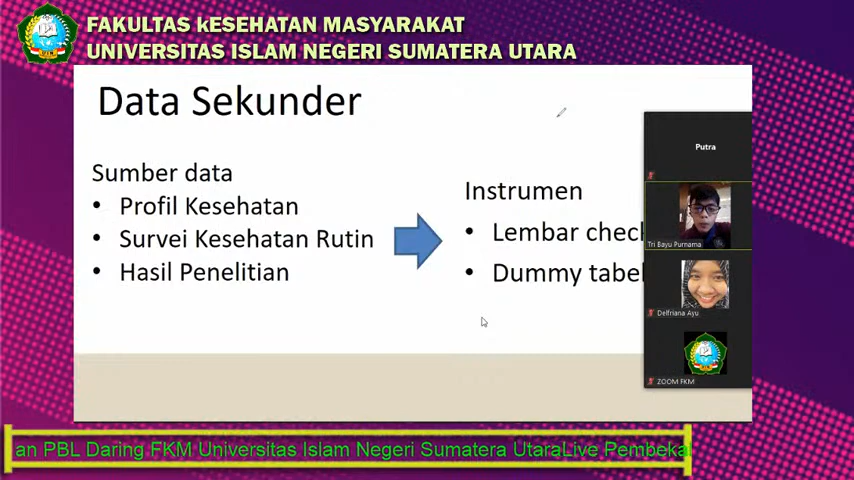 FAKULTAS kESEHATAN MASYARAKAT
UNIVERSITAS ISLAM NEGERI SUMATERA UTARA
Data Sekunder
Sumber data
• Profil Kesehatan
• Survei Kesehatan Rutin
• Hasil Penelitian
Instrumen
• Lembar check
• Dummy tabel
Putra
Tri Bayu Purnama
Delfriana Ayu
ZOOM FKM
an PBL Daring FKM Universitas Islam Negeri Sumatera UtaraLive Pembeka